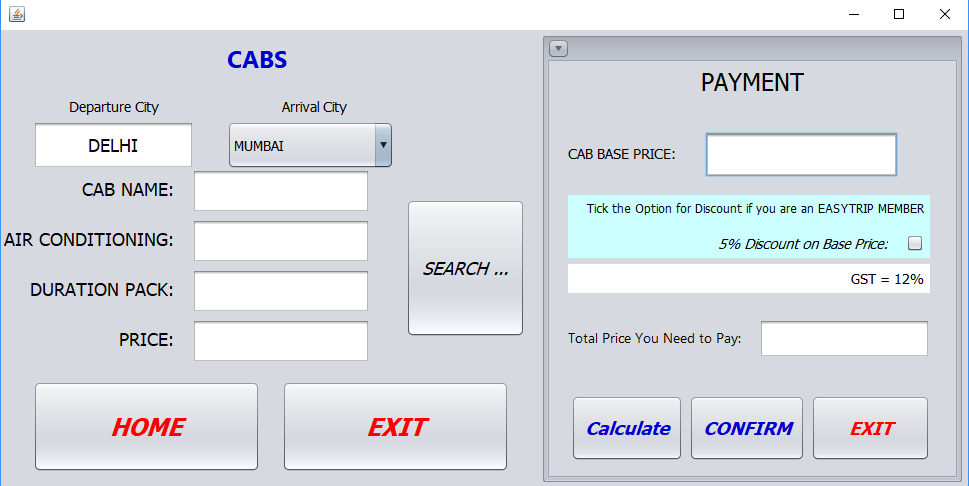 CABS
Departure City
Arrival City
DELHI
MUMBAI
CAB NAME:
AIR CONDITIONING:
DURATION PACK:
PRICE:
SEARCH ...
HOME
EXIT
PAYMENT
CAB BASE PRICE:
Tick the Option for Discount if you are an EASYTRIP MEMBER
5% Discount on Base Price:
GST = 12%
Total Price You Need to Pay:
Calculate
CONFIRM
EXIT